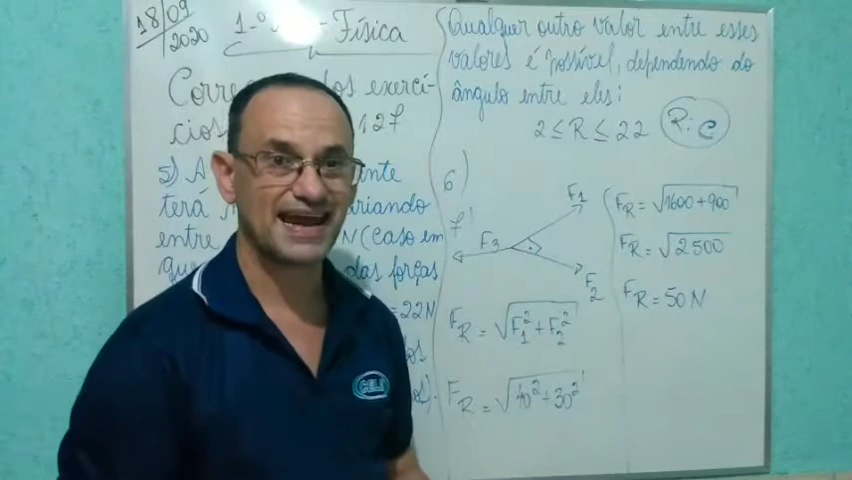 18/09
2020
1-º - Física
Corre dos exercí-
cios 127
5) A ante
terá variando
entre N (caso em
que das forças
= 22N
Qualquer outro valor entre esses
valores é possível, dependendo do
ângulo entre eles:
2 ≤ R ≤ 22 R: C
6)
F1
F3
F2
FR = √F1² + F2²
FR = √40² + 30²
FR = √1600 + 900
FR = √2500
FR = 50 N